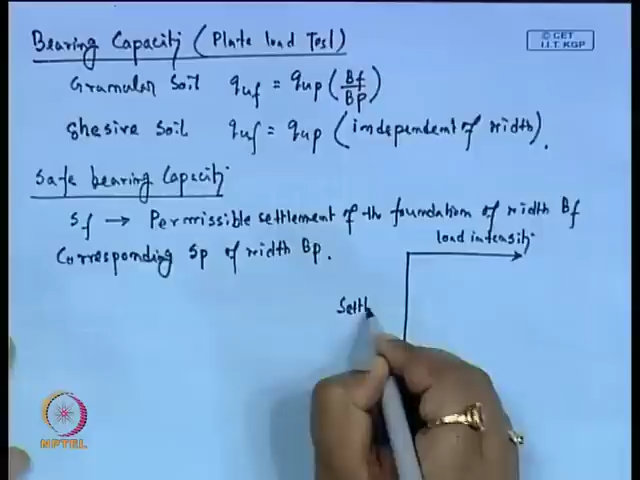 Bearing Capacity (Plate load Test)
© CET
I.I.T. KGP
Granular Soil quf = qup (Bf/Bp)
Cohesive Soil quf = qup (independent of width).
Safe bearing Capacity
Sf → Permissible settlement of the foundation of width Bf
Corresponding Sp of width Bp.
load intensity
Settl
NPTEL